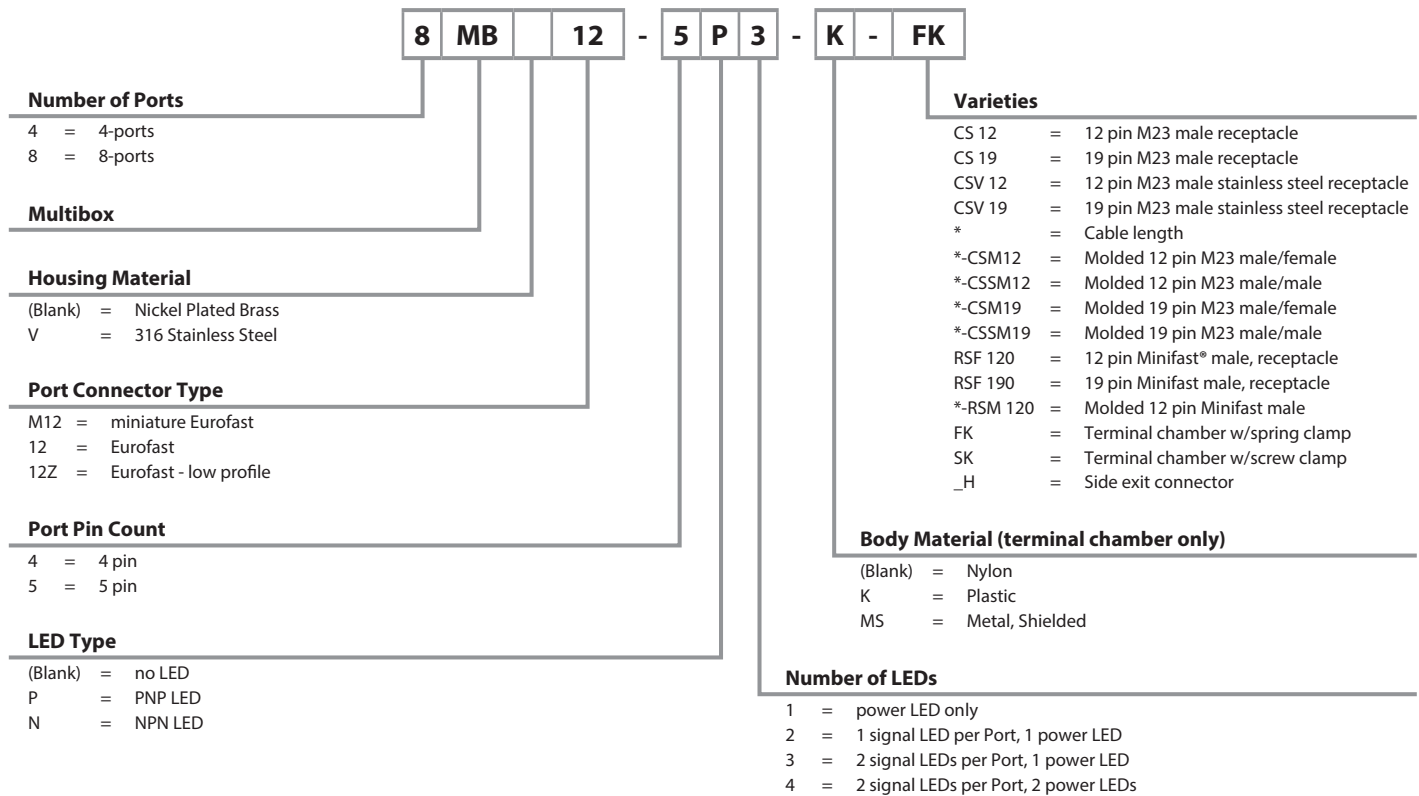 8 MB 12 - 5 P 3 - K - FK
Number of Ports
4 = 4-ports
8 = 8-ports
Multibox
Housing Material
(Blank) = Nickel Plated Brass
V = 316 Stainless Steel
Port Connector Type
M12 = miniature Eurofast
12 = Eurofast
12Z = Eurofast - low profile
Port Pin Count
4 = 4 pin
5 = 5 pin
LED Type
(Blank) = no LED
P = PNP LED
N = NPN LED
Varieties
CS 12 = 12 pin M23 male receptacle
CS 19 = 19 pin M23 male receptacle
CSV 12 = 12 pin M23 male stainless steel receptacle
CSV 19 = 19 pin M23 male stainless steel receptacle
* = Cable length
*-CSM12 = Molded 12 pin M23 male/female
*-CSSM12 = Molded 12 pin M23 male/male
*-CSM19 = Molded 19 pin M23 male/female
*-CSSM19 = Molded 19 pin M23 male/male
RSF 120 = 12 pin Minifast® male, receptacle
RSF 190 = 19 pin Minifast male, receptacle
*-RSM 120 = Molded 12 pin Minifast male
FK = Terminal chamber w/spring clamp
SK = Terminal chamber w/screw clamp
_H = Side exit connector
Body Material (terminal chamber only)
(Blank) = Nylon
K = Plastic
MS = Metal, Shielded
Number of LEDs
1 = power LED only
2 = 1 signal LED per Port, 1 power LED
3 = 2 signal LEDs per Port, 1 power LED
4 = 2 signal LEDs per Port, 2 power LEDs